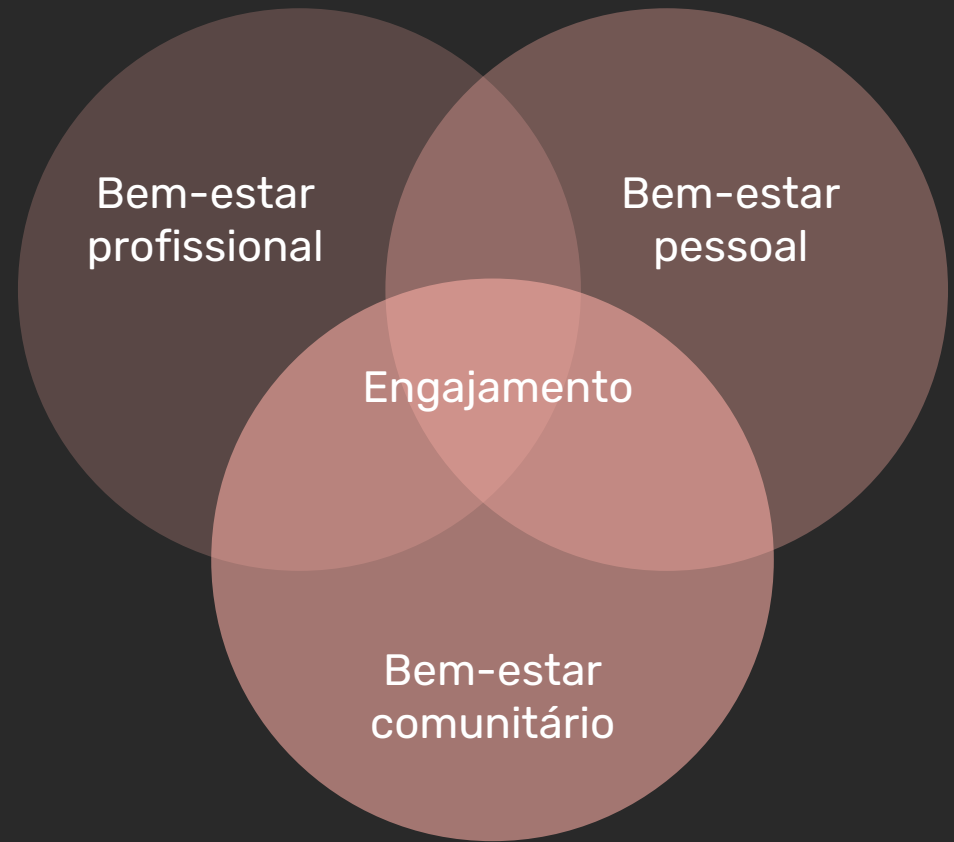 Bem-estar
profissional
Bem-estar
pessoal
Engajamento
Bem-estar
comunitário